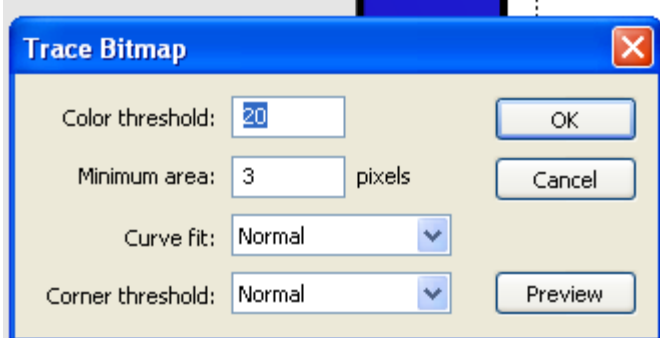 Trace Bitmap
Color threshold: 20 OK
Minimum area: 3 pixels Cancel
Curve fit: Normal
Corner threshold: Normal Preview